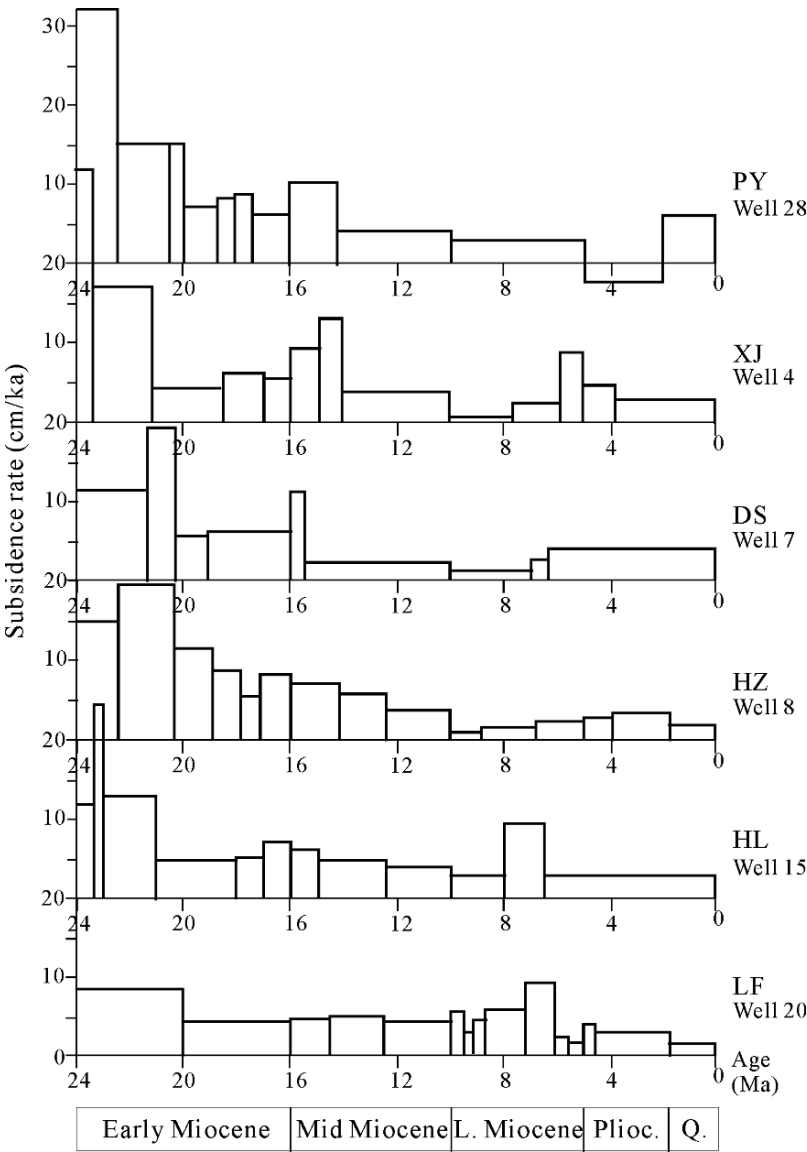 30
20
10
20
24 20 16 12 8 4 0
PY
Well 28
10
20
24 20 16 12 8 4 0
XJ
Well 4
10
20
24 20 16 12 8 4 0
DS
Well 7
10
20
24 20 16 12 8 4 0
HZ
Well 8
10
20
24 20 16 12 8 4 0
HL
Well 15
10
0
24 20 16 12 8 4 0
LF
Well 20
Age
(Ma)
Subsidence rate (cm/ka)
Early Miocene Mid Miocene L. Miocene Plioc. Q.